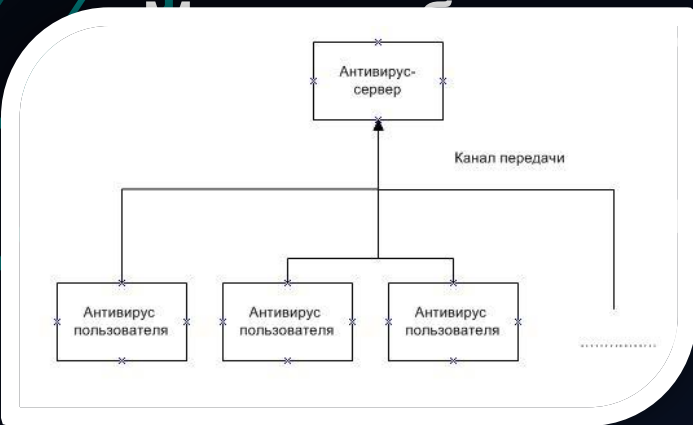 Антивирус-
сервер
Канал передачи
Антивирус
пользователя
Антивирус
пользователя
Антивирус
пользователя